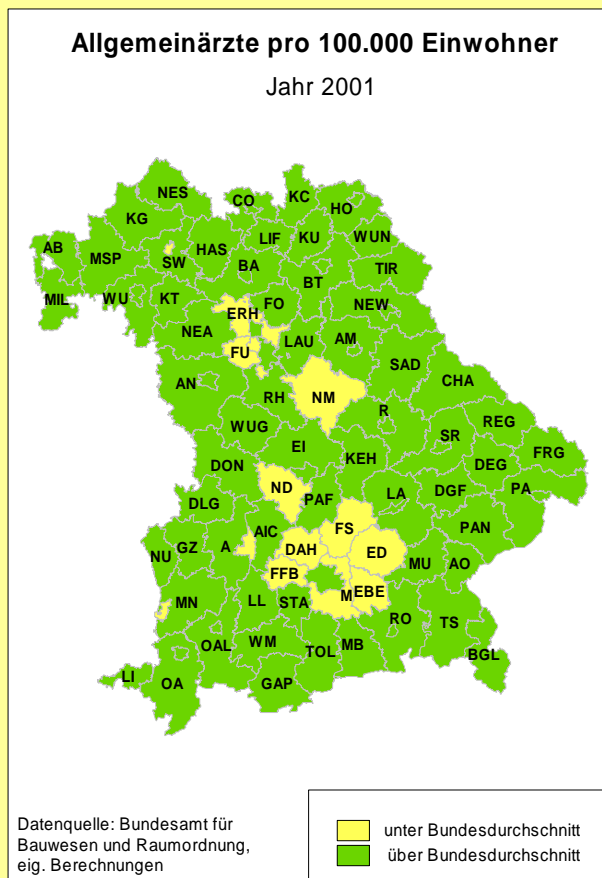 Allgemeinärzte pro 100.000 Einwohner
Jahr 2001
NES
CO
KC
HO
KG
AB
MSP
SW
HAS
LIF
KU
WUN
BA
BT
TIR
MIL
WU
KT
ERH
FO
NEW
NEA
FU
LAU
AM
SAD
AN
RH
NM
CHA
R
WUG
SR
REG
EI
KEH
DEG
FRG
DON
ND
PAF
LA
DGF
PA
DLG
PAN
NU
GZ
A
AIC
DAH
FS
ED
MU
AO
FFB
MN
LL
STA
M
EBE
RO
TS
OAL
WM
TOL
MB
BGL
LI
OA
GAP
Datenquelle: Bundesamt für
Bauwesen und Raumordnung,
eig. Berechnungen
unter Bundesdurchschnitt
über Bundesdurchschnitt